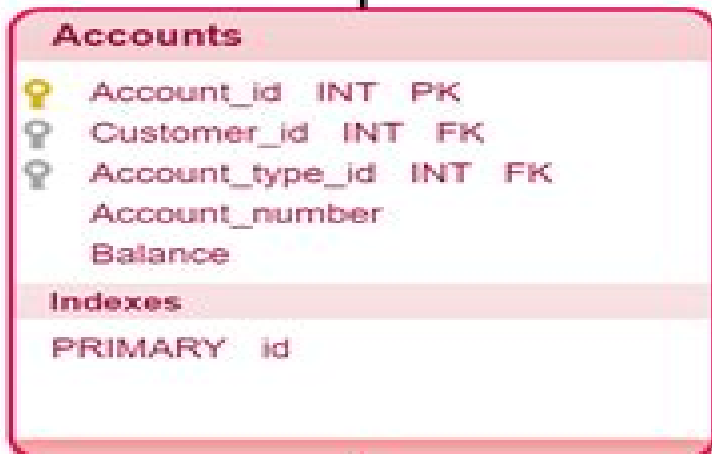 Accounts
Account_id INT PK
Customer_id INT FK
Account_type_id INT FK
Account_number
Balance
Indexes
PRIMARY id